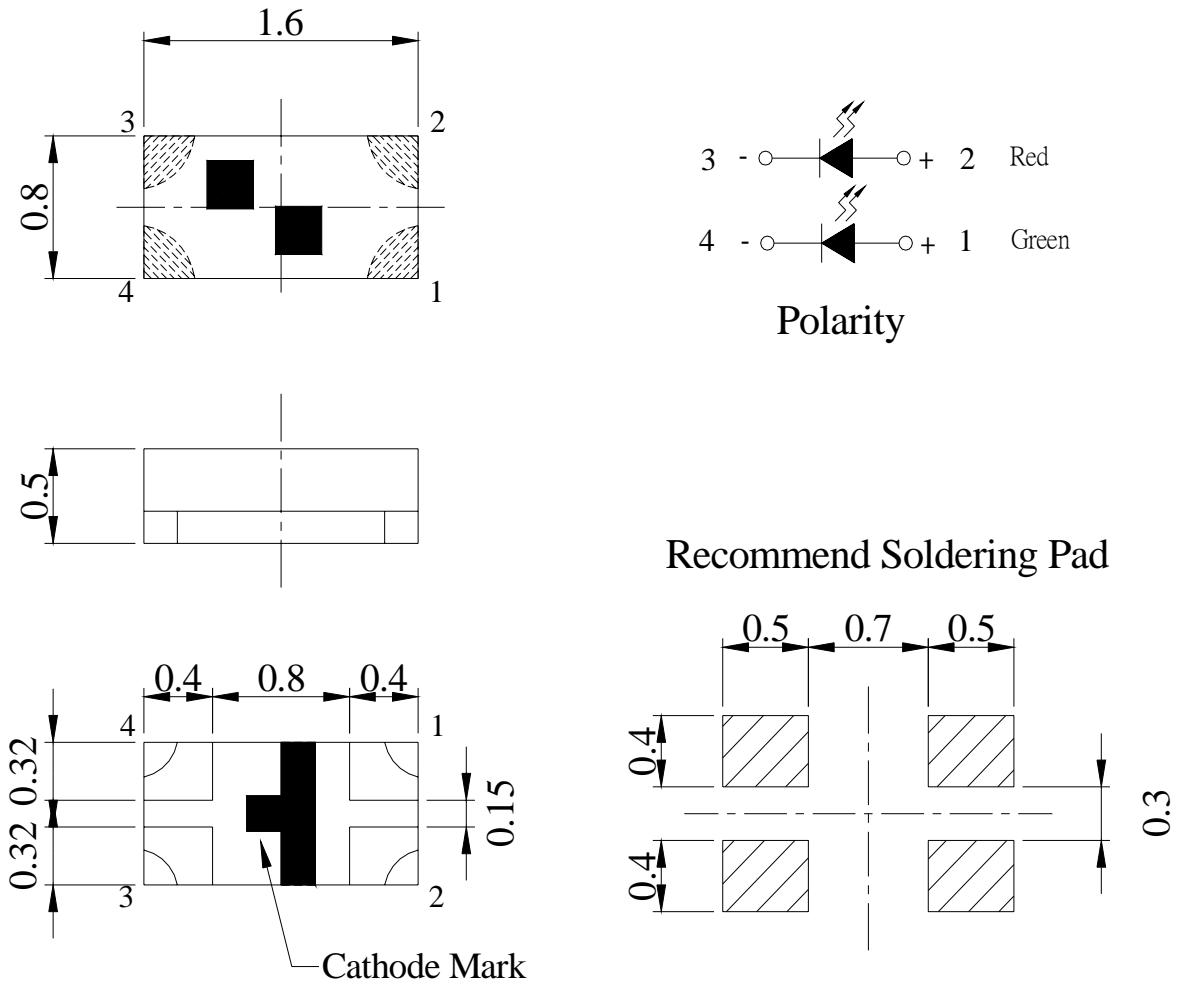 1.6
3 2
0.8
4 1
3 - + 2 Red
4 - + 1 Green
Polarity
0.5
Recommend Soldering Pad
0.5 0.7 0.5
0.4 0.8 0.4
4 1
0.32
0.32
0.15
3 2
Cathode Mark
0.4
0.4
0.3